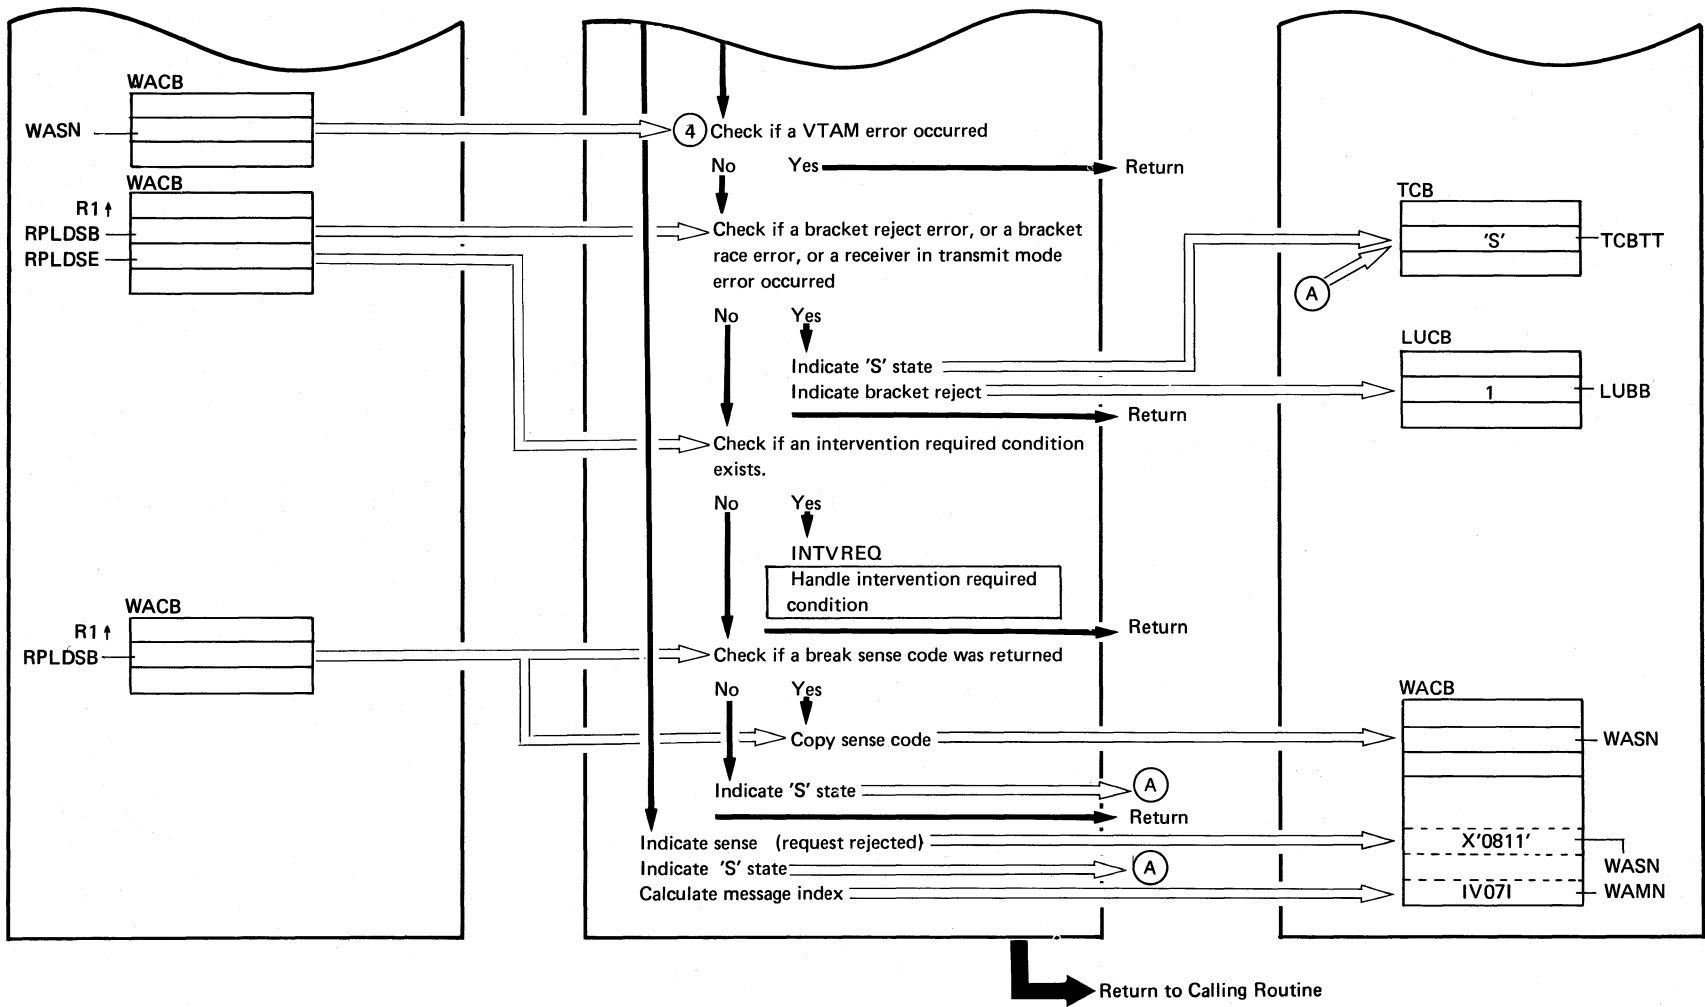 WACB
WASN
4 Check if a VTAM error occurred
No Yes Return
WACB
R1
RPLDSB
RPLDSE
Check if a bracket reject error, or a bracket
race error, or a receiver in transmit mode
error occurred
TCB
'S' TCBTT
A
No Yes
Indicate 'S' state
Indicate bracket reject
Return
LUCB
1 LUBB
Check if an intervention required condition
exists.
No Yes
INTVREQ
Handle intervention required
condition
Return
WACB
R1
RPLDSB
Check if a break sense code was returned
No Yes
Copy sense code
WACB
WASN
Indicate 'S' state A
Return
Indicate sense (request rejected)
X'0811'
WASN
Indicate 'S' state A
Calculate message index
IV07I WAMN
Return to Calling Routine